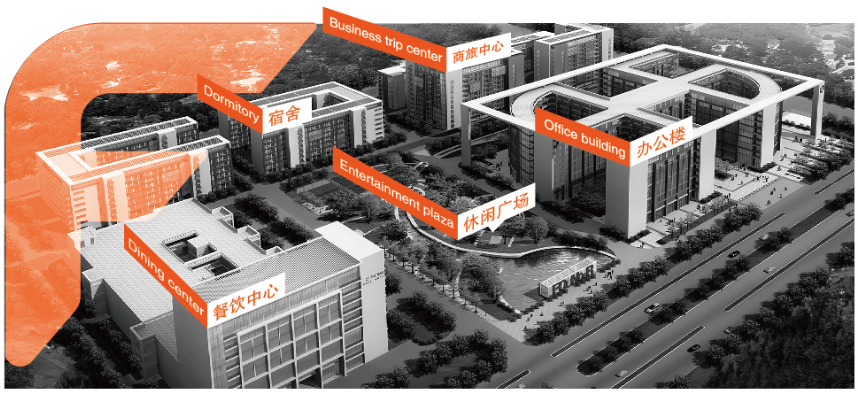 Business trip center 商旅中心
Dormitory 宿舍
Office building 办公楼
Entertainment plaza 休闲广场
Dining center 餐饮中心